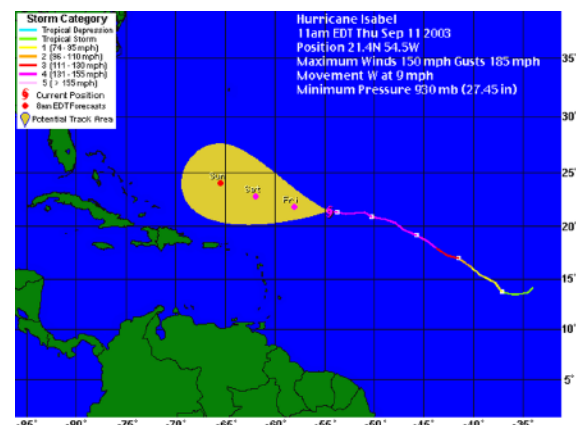 Storm Category
Tropical Depression
Tropical Storm
1 (74-95 mph)
2 (96-110 mph)
3 (111-130 mph)
4 (131-155 mph)
5 ( > 155 mph)
Current Position
8am EDT Forecasts
Potential Track Area
Hurricane Isabel
11am EDT Thu Sep 11 2003
Position 21.4N 54.5W
Maximum Winds 150 mph Gusts 185 mph
Movement W at 9 mph
Minimum Pressure 930 mb (27.45 in)
35°
30°
25°
20°
15°
10°
5°
Sun
Sat
Fri
-95° -90° -85° -80° -75° -70° -65° -60° -55° -50° -45° -40° -35°